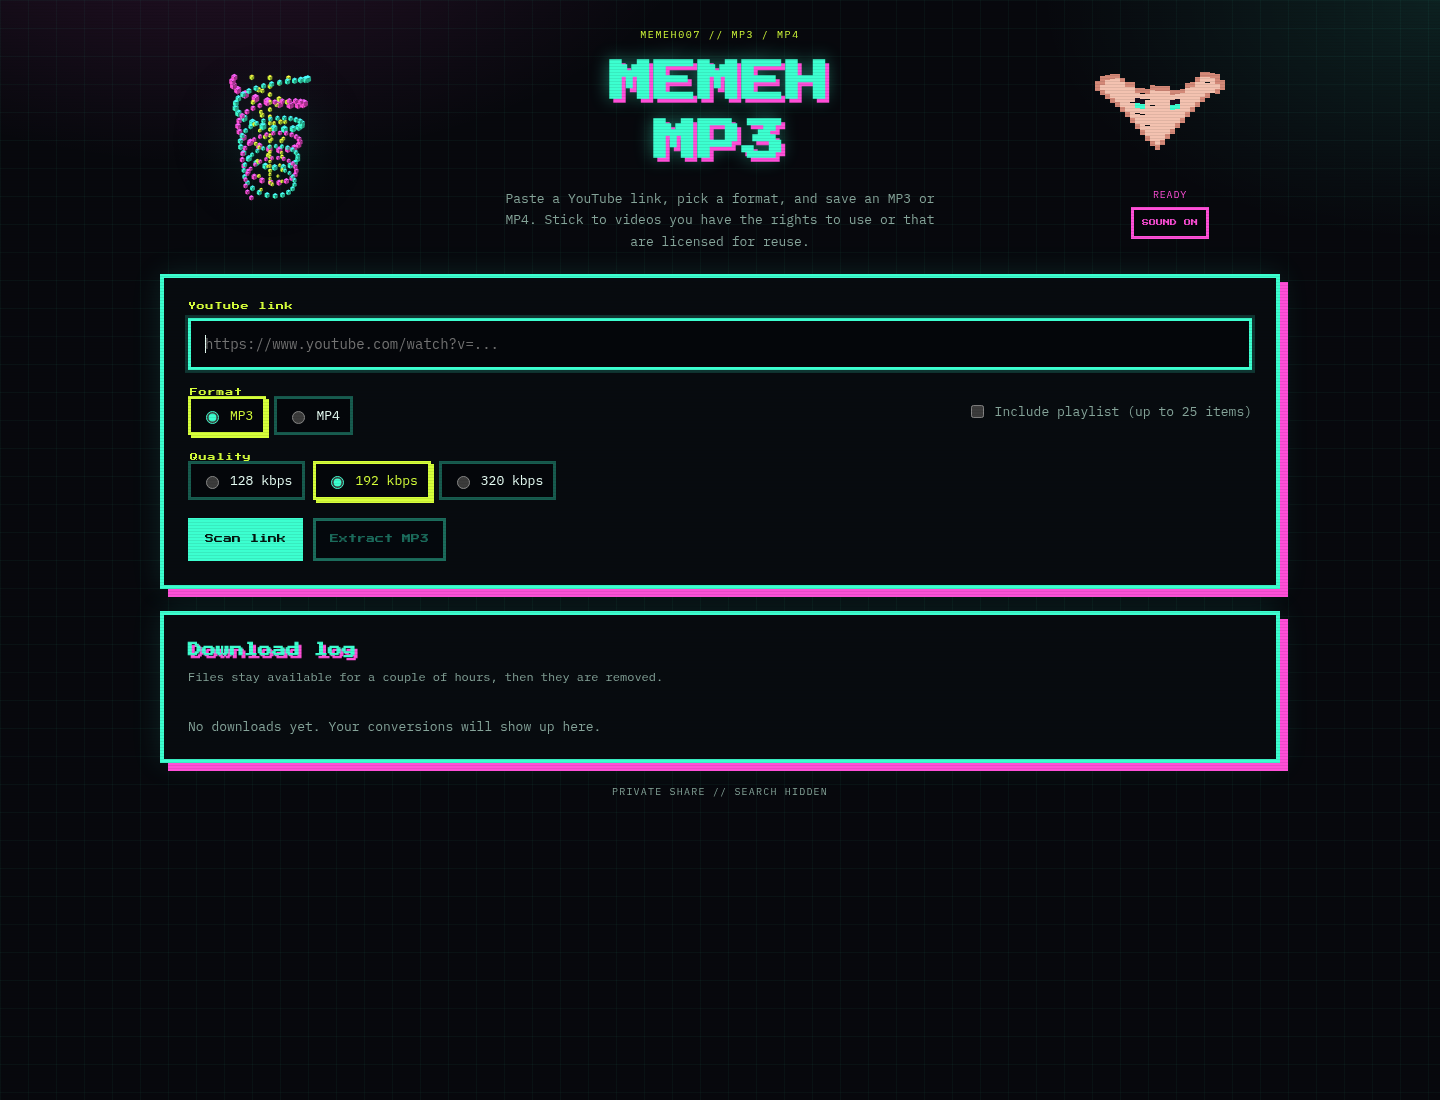 MEMEH007 // MP3 / MP4
MEMEH
MP3
Paste a YouTube link, pick a format, and save an MP3 or
MP4. Stick to videos you have the rights to use or that
are licensed for reuse.
READY
SOUND ON
YouTube link
https://www.youtube.com/watch?v=...
Format
MP3
MP4
Include playlist (up to 25 items)
Quality
128 kbps
192 kbps
320 kbps
Scan link
Extract MP3
Download log
Files stay available for a couple of hours, then they are removed.
No downloads yet. Your conversions will show up here.
PRIVATE SHARE // SEARCH HIDDEN